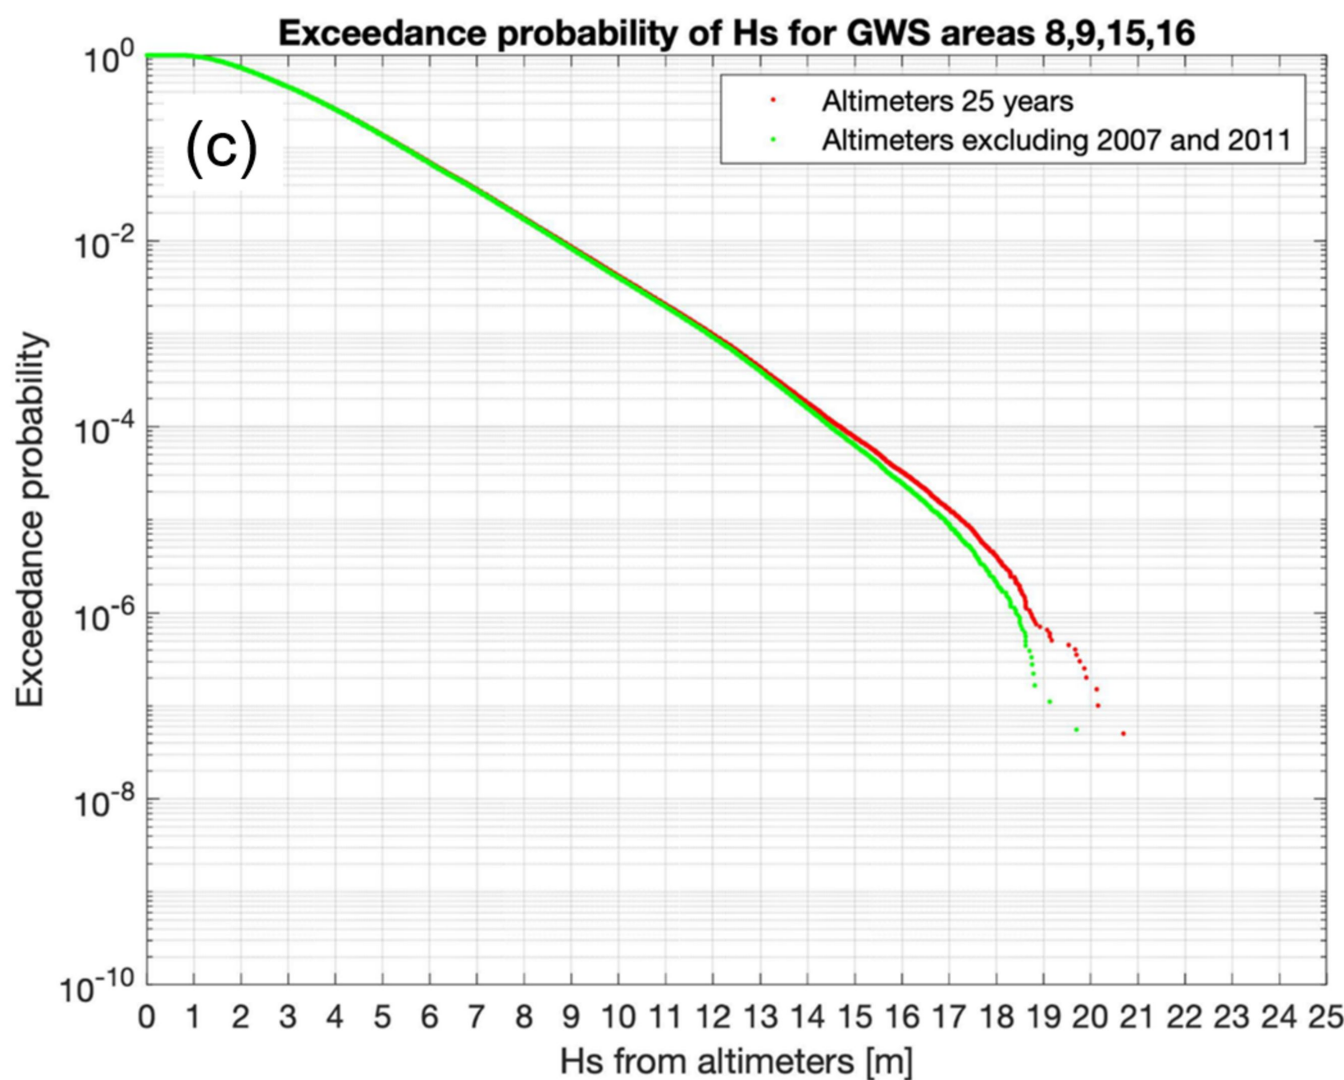 Exceedance probability of Hs for GWS areas 8,9,15,16
(c)
Altimeters 25 years
Altimeters excluding 2007 and 2011
Exceedance probability
10^0
10^-2
10^-4
10^-6
10^-8
10^-10
0 1 2 3 4 5 6 7 8 9 10 11 12 13 14 15 16 17 18 19 20 21 22 23 24 25
Hs from altimeters [m]